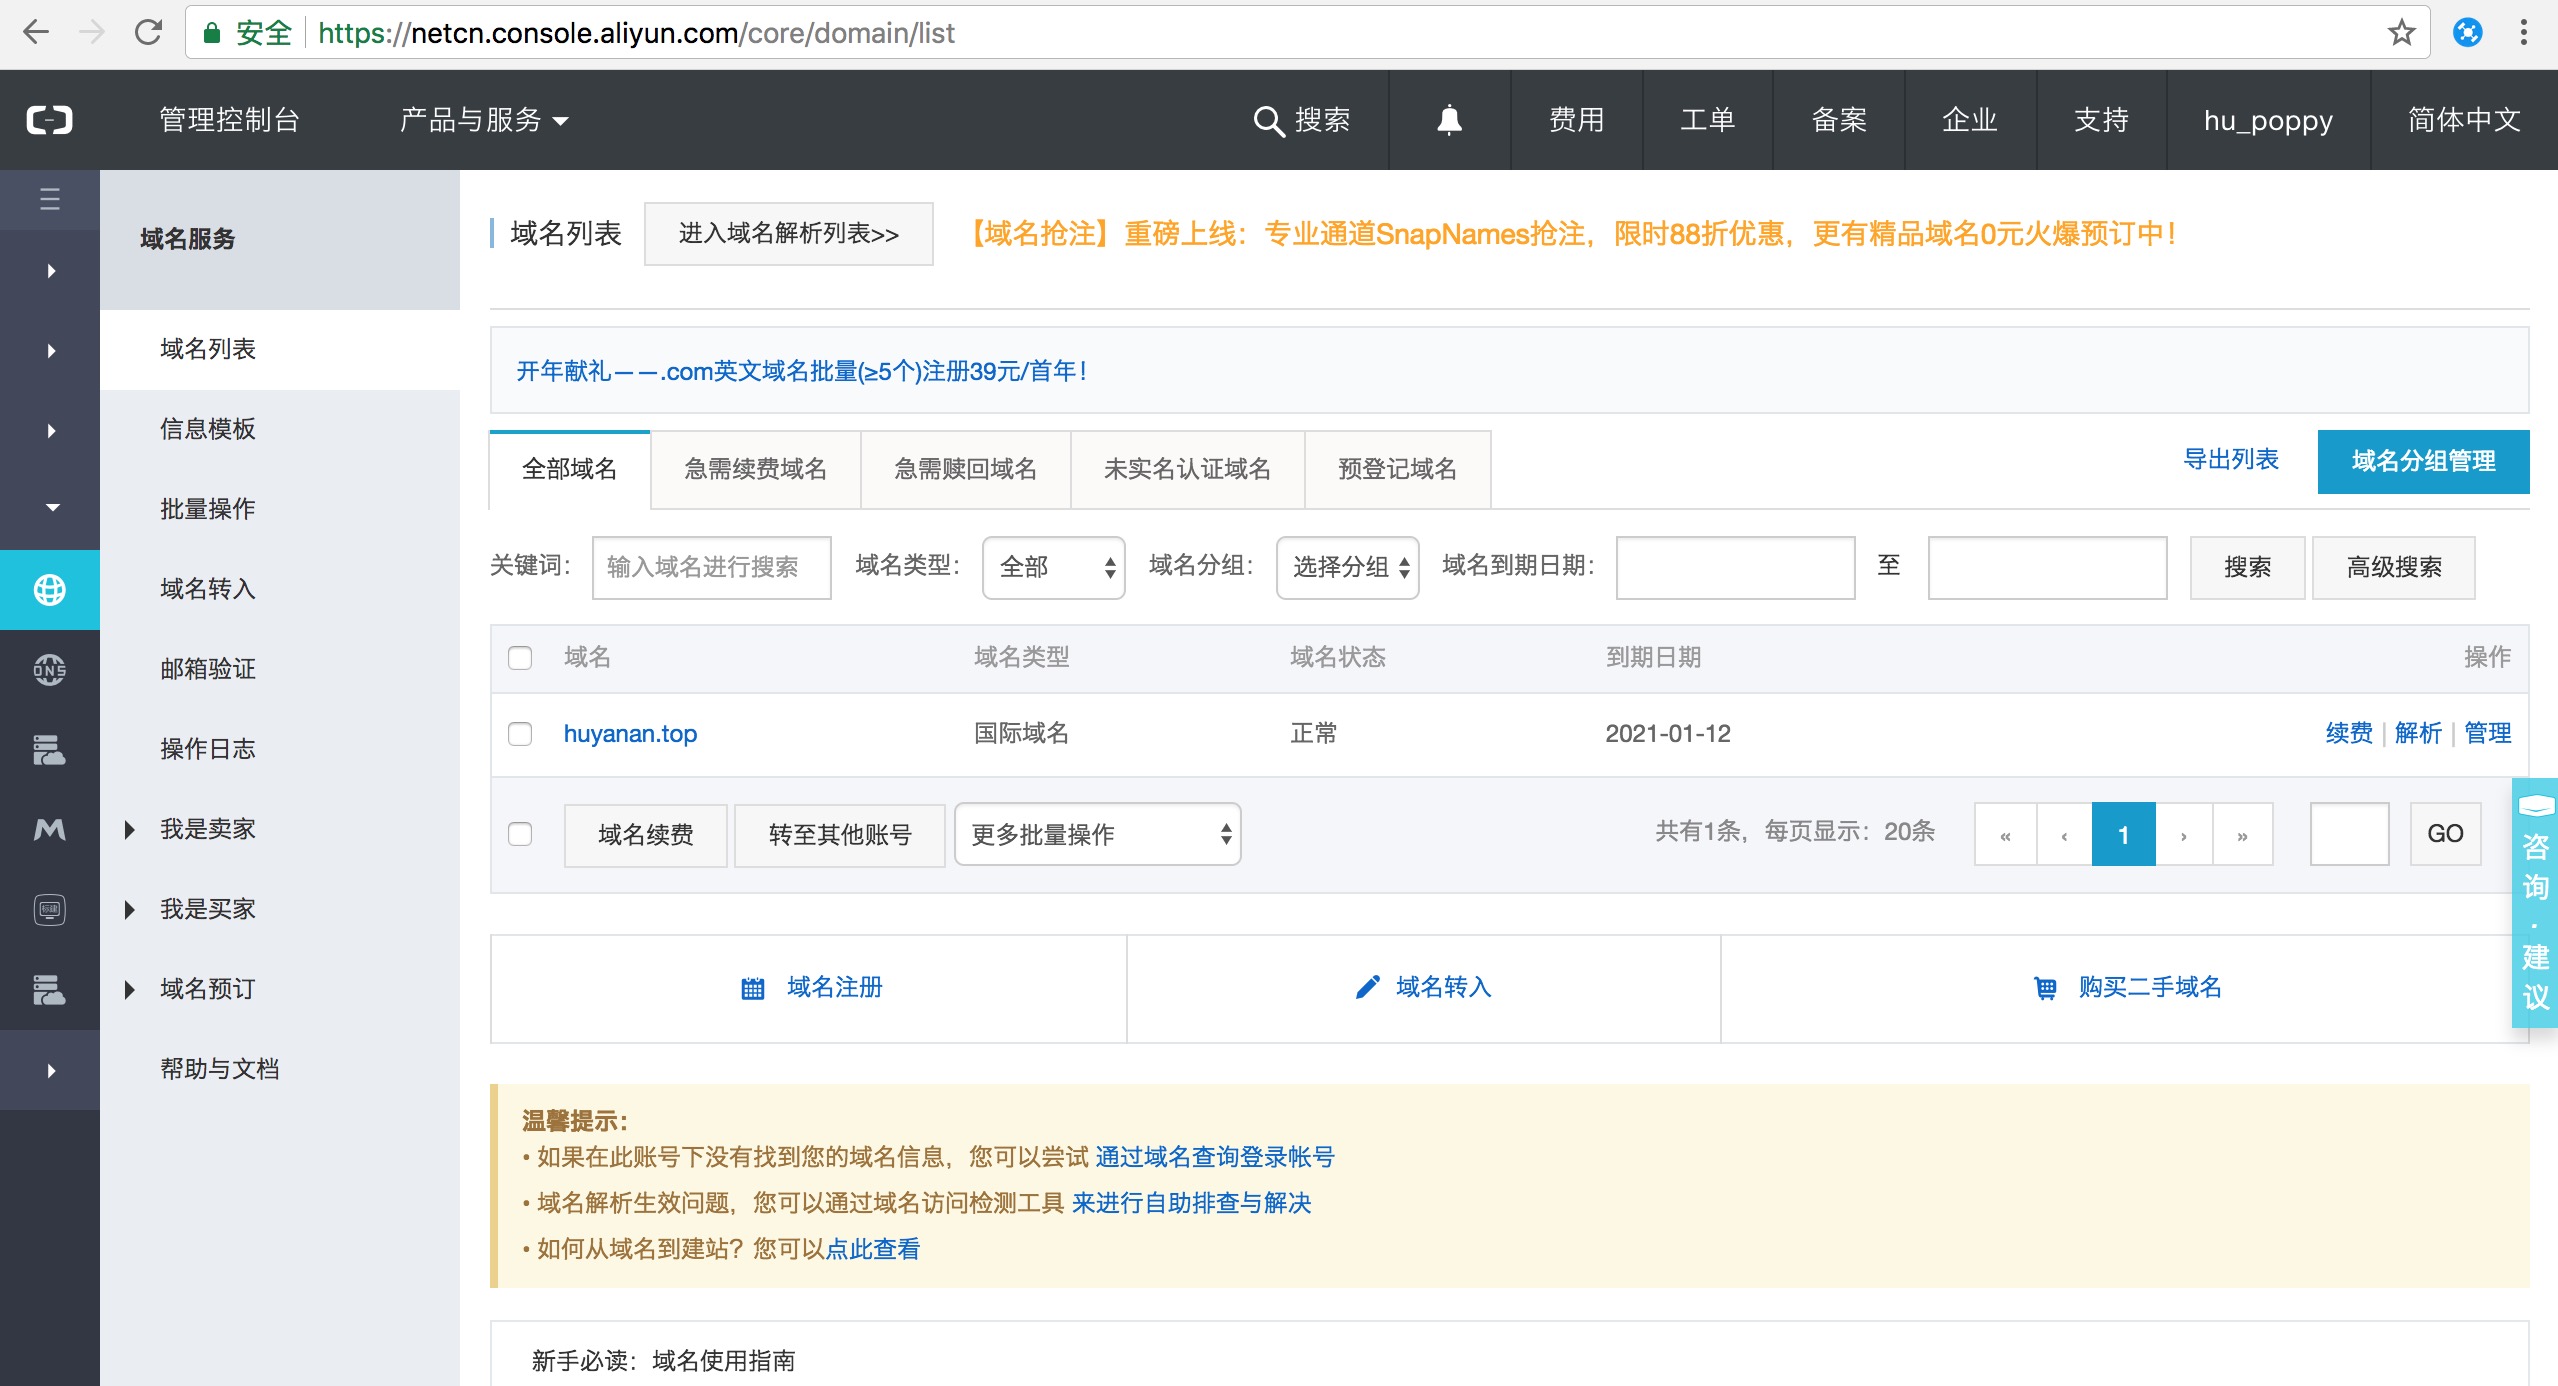 安全 https://netcn.console.aliyun.com/core/domain/list
管理控制台 产品与服务 搜索 费用 工单 备案 企业 支持 hu_poppy 简体中文
域名服务
域名列表
信息模板
批量操作
域名转入
邮箱验证
操作日志
我是卖家
我是买家
域名预订
帮助与文档
DNS
域名列表 进入域名解析列表>> 【域名抢注】重磅上线：专业通道SnapNames抢注，限时88折优惠，更有精品域名0元火爆预订中！
开年献礼——.com英文域名批量(≥5个)注册39元/首年！
全部域名 急需续费域名 急需赎回域名 未实名认证域名 预登记域名 导出列表 域名分组管理
关键词： 输入域名进行搜索 域名类型： 全部 域名分组： 选择分组 域名到期日期： 至 搜索 高级搜索
域名 域名类型 域名状态 到期日期 操作
huyanan.top 国际域名 正常 2021-01-12 续费 | 解析 | 管理
域名续费 转至其他账号 更多批量操作 共有1条，每页显示：20条 « ‹ 1 › » GO
域名注册 域名转入 购买二手域名
咨询·建议
温馨提示：
• 如果在此账号下没有找到您的域名信息，您可以尝试 通过域名查询登录帐号
• 域名解析生效问题，您可以通过域名访问检测工具 来进行自助排查与解决
• 如何从域名到建站？您可以点此查看
新手必读：域名使用指南